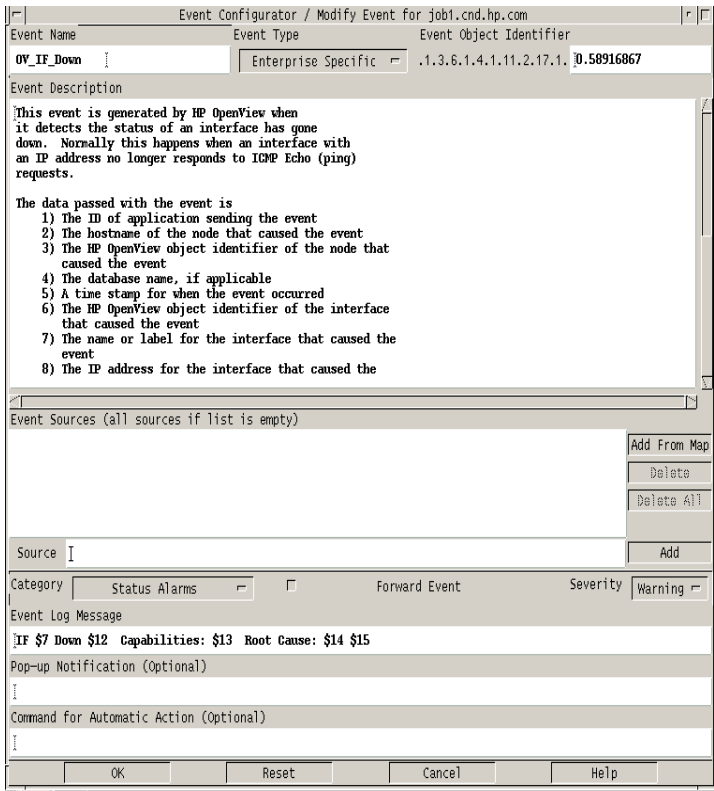 Event Configurator / Modify Event for job1.cnd.hp.com
Event Name Event Type Event Object Identifier
OV_IF_Down Enterprise Specific .1.3.6.1.4.1.11.2.17.1. 0.58916867
Event Description
This event is generated by HP OpenView when
it detects the status of an interface has gone
down. Normally this happens when an interface with
an IP address no longer responds to ICMP Echo (ping)
requests.
The data passed with the event is
1) The ID of application sending the event
2) The hostname of the node that caused the event
3) The HP OpenView object identifier of the node that
caused the event
4) The database name, if applicable
5) A time stamp for when the event occurred
6) The HP OpenView object identifier of the interface
that caused the event
7) The name or label for the interface that caused the
event
8) The IP address for the interface that caused the
Event Sources (all sources if list is empty)
Add From Map
Delete
Delete All
Source Add
Category Status Alarms Forward Event Severity Warning
Event Log Message
IF $7 Down $12 Capabilities: $13 Root Cause: $14 $15
Pop-up Notification (Optional)
Command for Automatic Action (Optional)
OK Reset Cancel Help